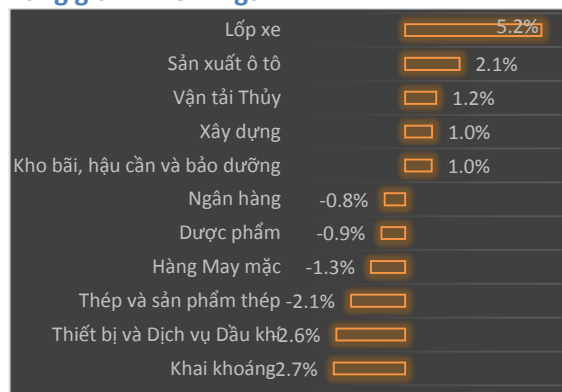 Lốp xe 5.2%
Sản xuất ô tô 2.1%
Vận tải Thủy 1.2%
Xây dựng 1.0%
Kho bãi, hậu cần và bảo dưỡng 1.0%
Ngân hàng -0.8%
Dược phẩm -0.9%
Hàng May mặc -1.3%
Thép và sản phẩm thép -2.1%
Thiết bị và Dịch vụ Dầu khí -2.6%
Khai khoáng -2.7%